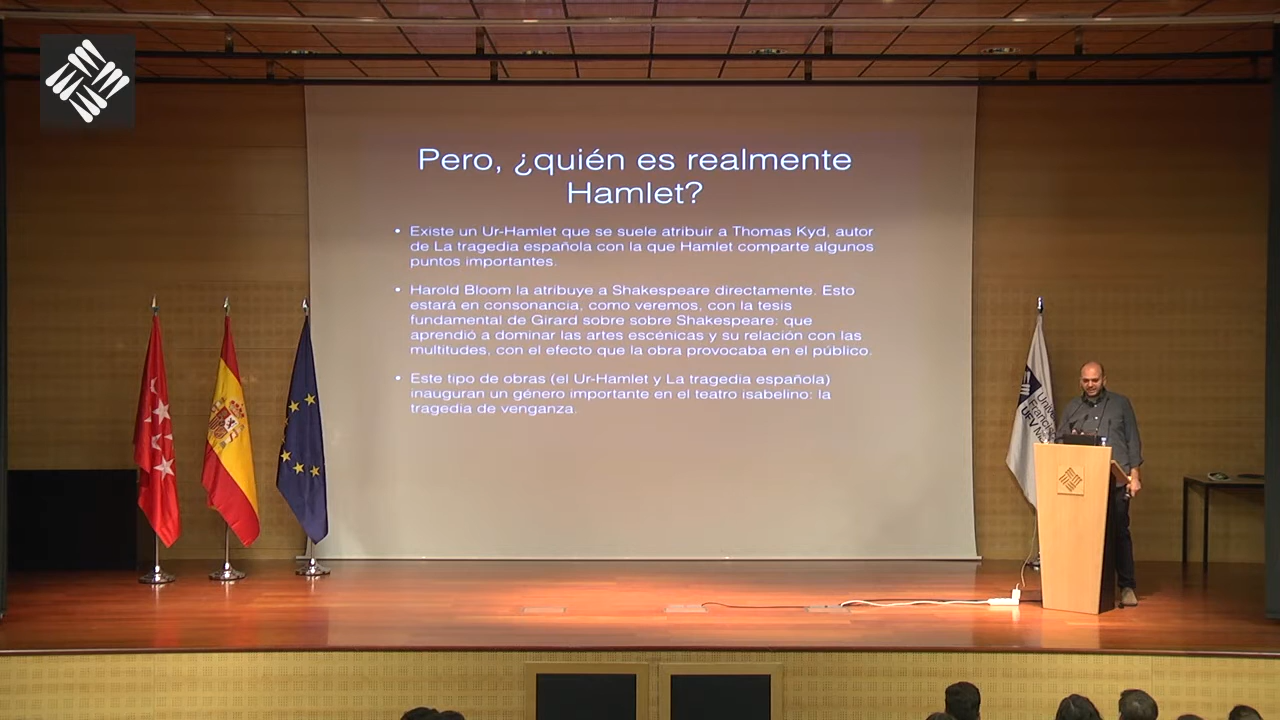 Pero, ¿quién es realmente
Hamlet?
• Existe un Ur-Hamlet que se suele atribuir a Thomas Kyd, autor
de La tragedia española con la que Hamlet comparte algunos
puntos importantes.
• Harold Bloom la atribuye a Shakespeare directamente. Esto
estará en consonancia, como veremos, con la tesis
fundamental de Girard sobre sobre Shakespeare: que
aprendió a dominar las artes escénicas y su relación con las
multitudes, con el efecto que la obra provocaba en el público.
• Este tipo de obras (el Ur-Hamlet y La tragedia española)
inauguran un género importante en el teatro isabelino: la
tragedia de venganza.